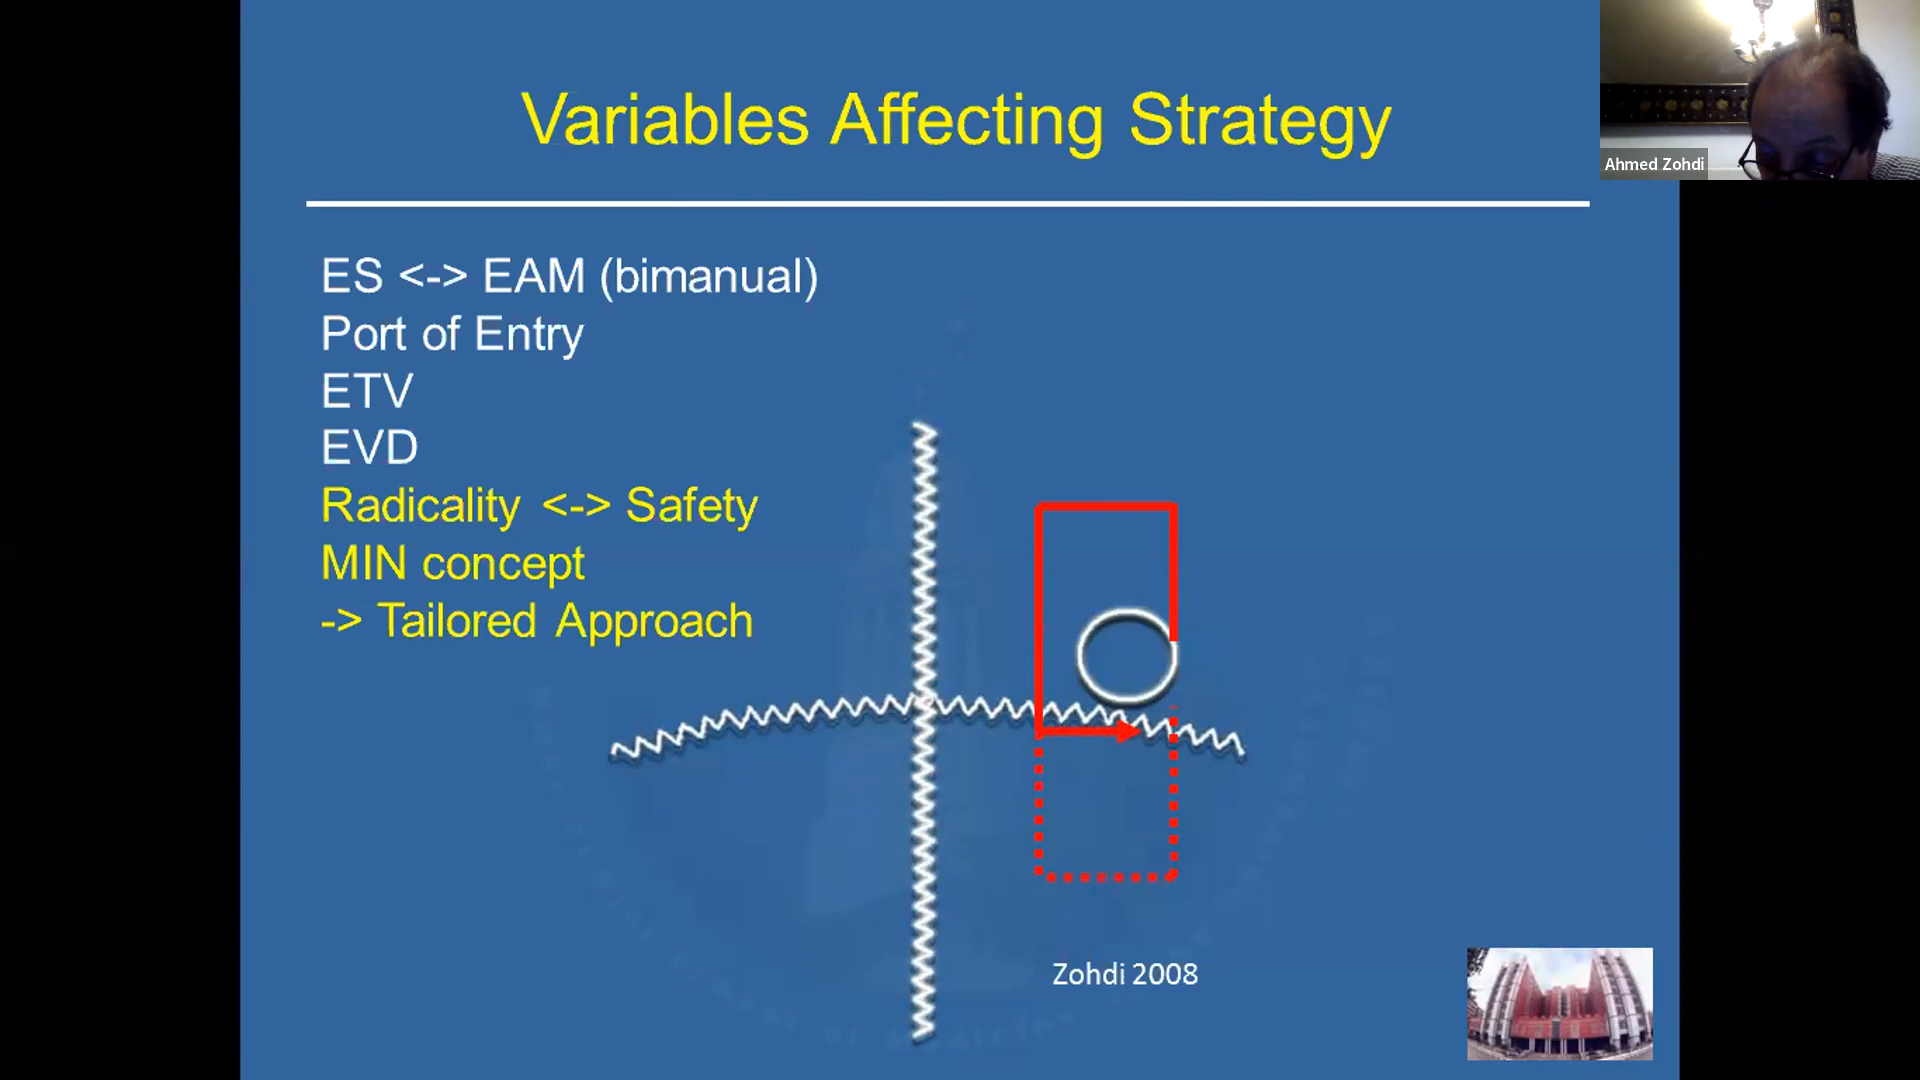 Variables Affecting Strategy
Ahmed Zohdi
ES <-> EAM (bimanual)
Port of Entry
ETV
EVD
Radicality <-> Safety
MIN concept
-> Tailored Approach
Zohdi 2008